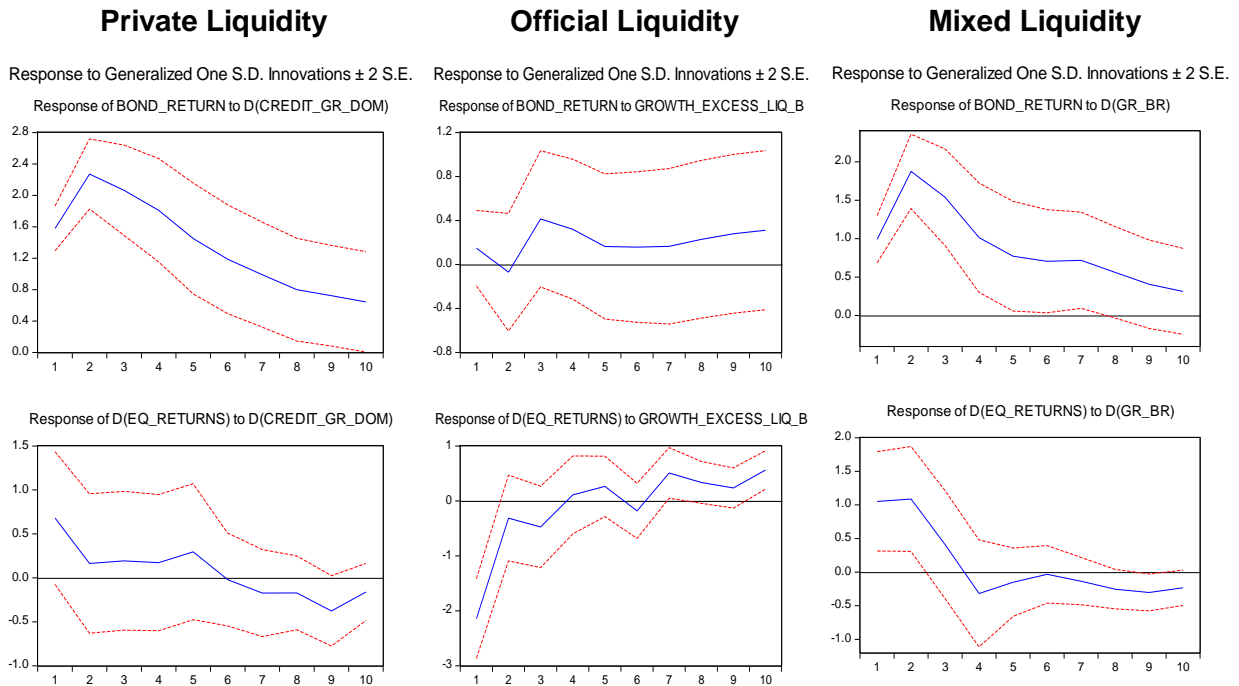 Private Liquidity
Official Liquidity
Mixed Liquidity
Response to Generalized One S.D. Innovations ± 2 S.E.
Response to Generalized One S.D. Innovations ± 2 S.E.
Response to Generalized One S.D. Innovations ± 2 S.E.
Response of BOND_RETURN to D(CREDIT_GR_DOM)
2.8
2.4
2.0
1.6
1.2
0.8
0.4
0.0
1 2 3 4 5 6 7 8 9 10
Response of BOND_RETURN to GROWTH_EXCESS_LIQ_B
1.2
0.8
0.4
0.0
-0.4
-0.8
1 2 3 4 5 6 7 8 9 10
Response of BOND_RETURN to D(GR_BR)
2.0
1.5
1.0
0.5
0.0
1 2 3 4 5 6 7 8 9 10
Response of D(EQ_RETURNS) to D(CREDIT_GR_DOM)
1.5
1.0
0.5
0.0
-0.5
-1.0
1 2 3 4 5 6 7 8 9 10
Response of D(EQ_RETURNS) to GROWTH_EXCESS_LIQ_B
1
0
-1
-2
-3
1 2 3 4 5 6 7 8 9 10
Response of D(EQ_RETURNS) to D(GR_BR)
2.0
1.5
1.0
0.5
0.0
-0.5
-1.0
1 2 3 4 5 6 7 8 9 10